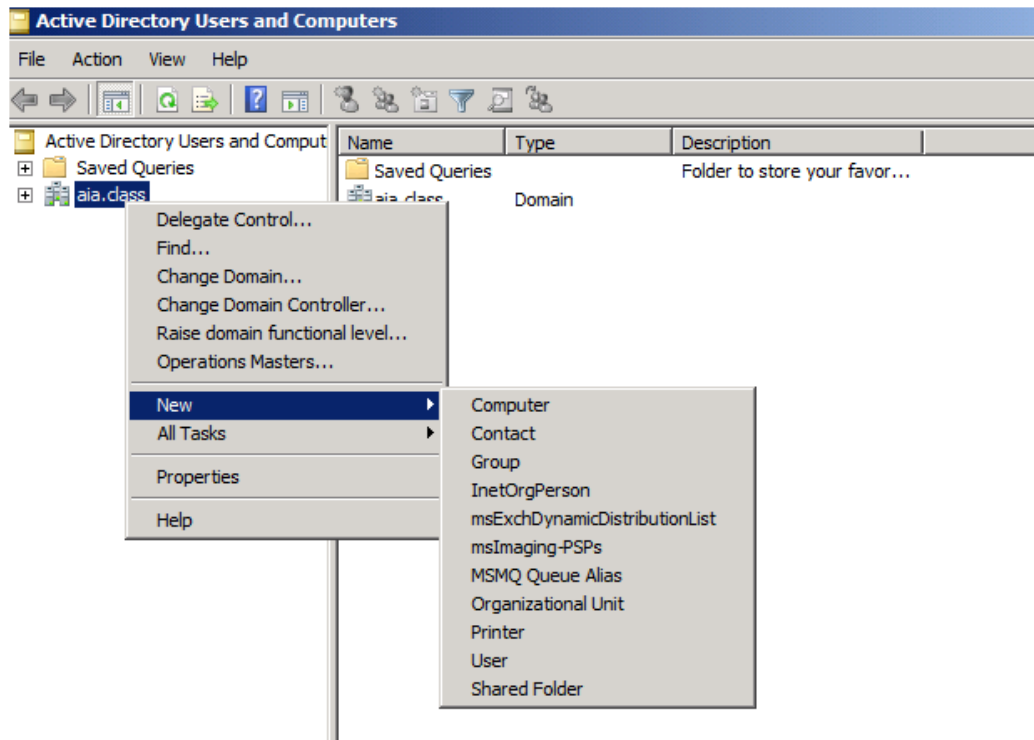 Active Directory Users and Computers
File Action View Help
Active Directory Users and Comput
Name Type Description
Saved Queries
Saved Queries Folder to store your favor...
aia.class
aia.class Domain
Delegate Control...
Find...
Change Domain...
Change Domain Controller...
Raise domain functional level...
Operations Masters...
New
All Tasks
Properties
Help
Computer
Contact
Group
InetOrgPerson
msExchDynamicDistributionList
msImaging-PSPs
MSMQ Queue Alias
Organizational Unit
Printer
User
Shared Folder